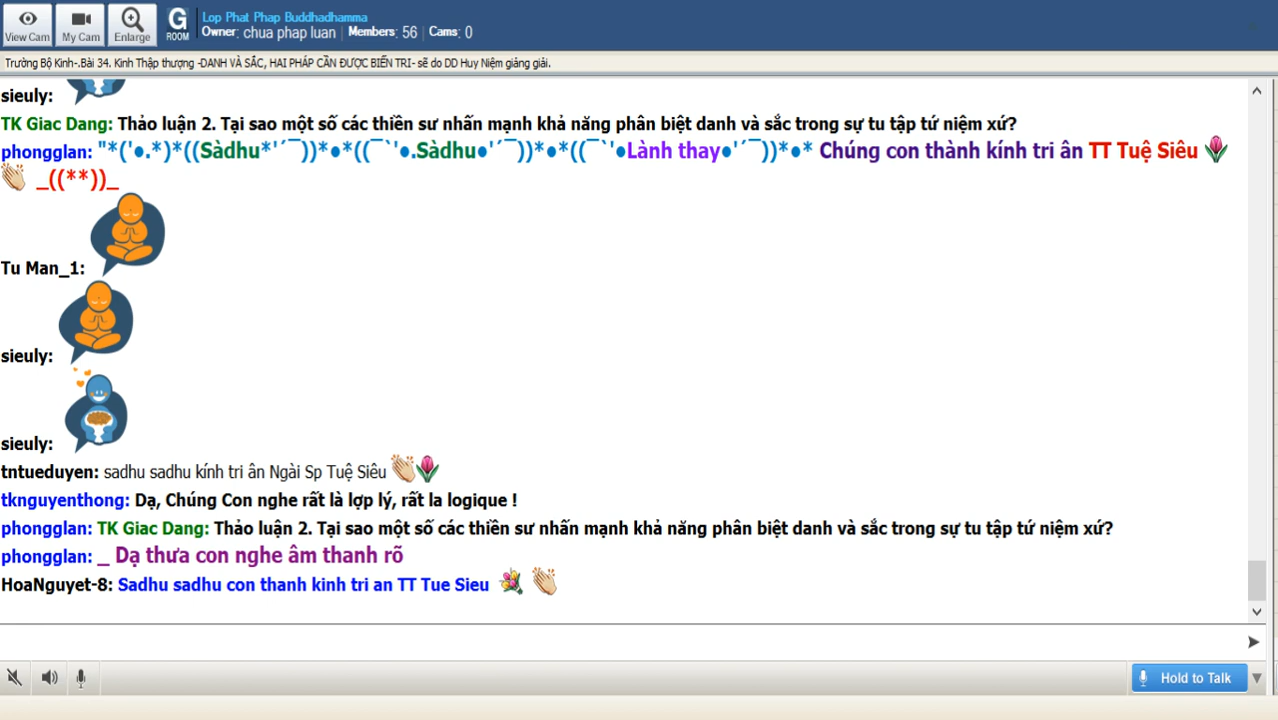 View Cam
My Cam
Enlarge
G
ROOM
Lop Phat Phap Buddhadhamma
Owner: chua phap luan | Members: 56 | Cams: 0
Trường Bộ Kinh-.Bài 34. Kinh Thập thượng -DANH VÀ SẮC, HAI PHÁP CẦN ĐƯỢC BIẾN TRI- sẽ do DD Huy Niệm giảng giải.
sieuly:
TK Giac Dang: Thảo luận 2. Tại sao một số các thiền sư nhấn mạnh khả năng phân biệt danh và sắc trong sự tu tập tứ niệm xứ?
phongglan: "*('●.*)*((Sàdhu*'´¯))*●*((¯`'●.Sàdhu●'´¯))*●*((¯`'●Lành thay●'´¯))*●* Chúng con thành kính tri ân TT Tuệ Siêu
_((**))_
Tu Man_1:
sieuly:
sieuly:
tntueduyen: sadhu sadhu kính tri ân Ngài Sp Tuệ Siêu
tknguyenthong: Dạ, Chúng Con nghe rất là lợp lý, rất la logique !
phongglan: TK Giac Dang: Thảo luận 2. Tại sao một số các thiền sư nhấn mạnh khả năng phân biệt danh và sắc trong sự tu tập tứ niệm xứ?
phongglan: _ Dạ thưa con nghe âm thanh rõ
HoaNguyet-8: Sadhu sadhu con thanh kinh tri an TT Tue Sieu
Hold to Talk